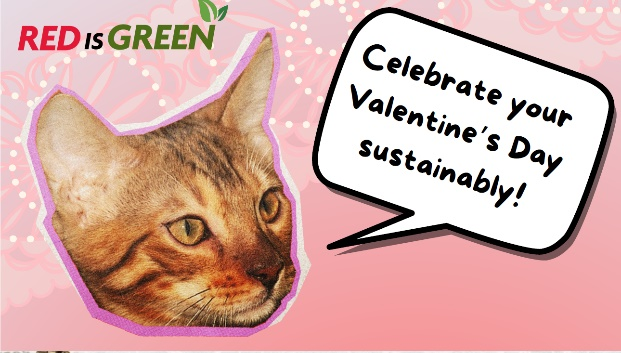 RED IS GREEN
Celebrate your
Valentine's Day
sustainably!